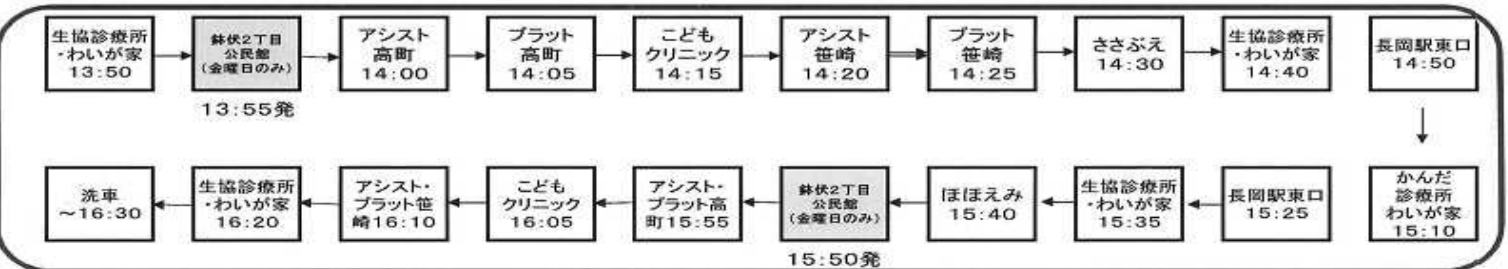 生協診療所
・わいが家
13:50
鉢伏2丁目
公民館
(金曜日のみ)
13:55発
アシスト
高町
14:00
プラット
高町
14:05
こども
クリニック
14:15
アシスト
笹崎
14:20
プラット
笹崎
14:25
ささぶえ
14:30
生協診療所
・わいが家
14:40
長岡駅東口
14:50
かんだ
診療所
わいが家
15:10
長岡駅東口
15:25
生協診療所
・わいが家
15:35
ほほえみ
15:40
鉢伏2丁目
公民館
(金曜日のみ)
15:50発
アシスト・
プラット高
町15:55
こども
クリニック
16:05
アシスト・
プラット笹
崎16:10
生協診療所
・わいが家
16:20
洗車
～16:30